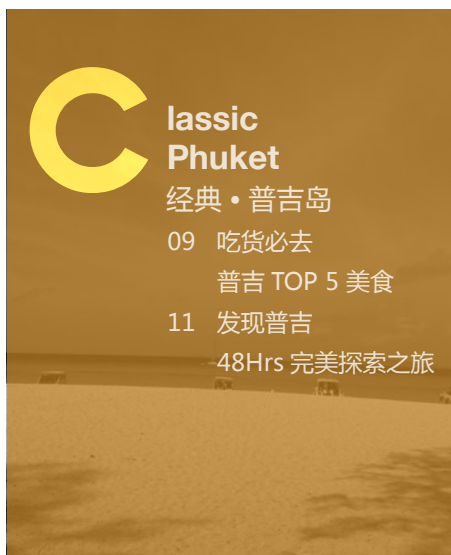 Classic
Phuket
经典 • 普吉岛
09 吃货必去
普吉 TOP 5 美食
11 发现普吉
48Hrs 完美探索之旅